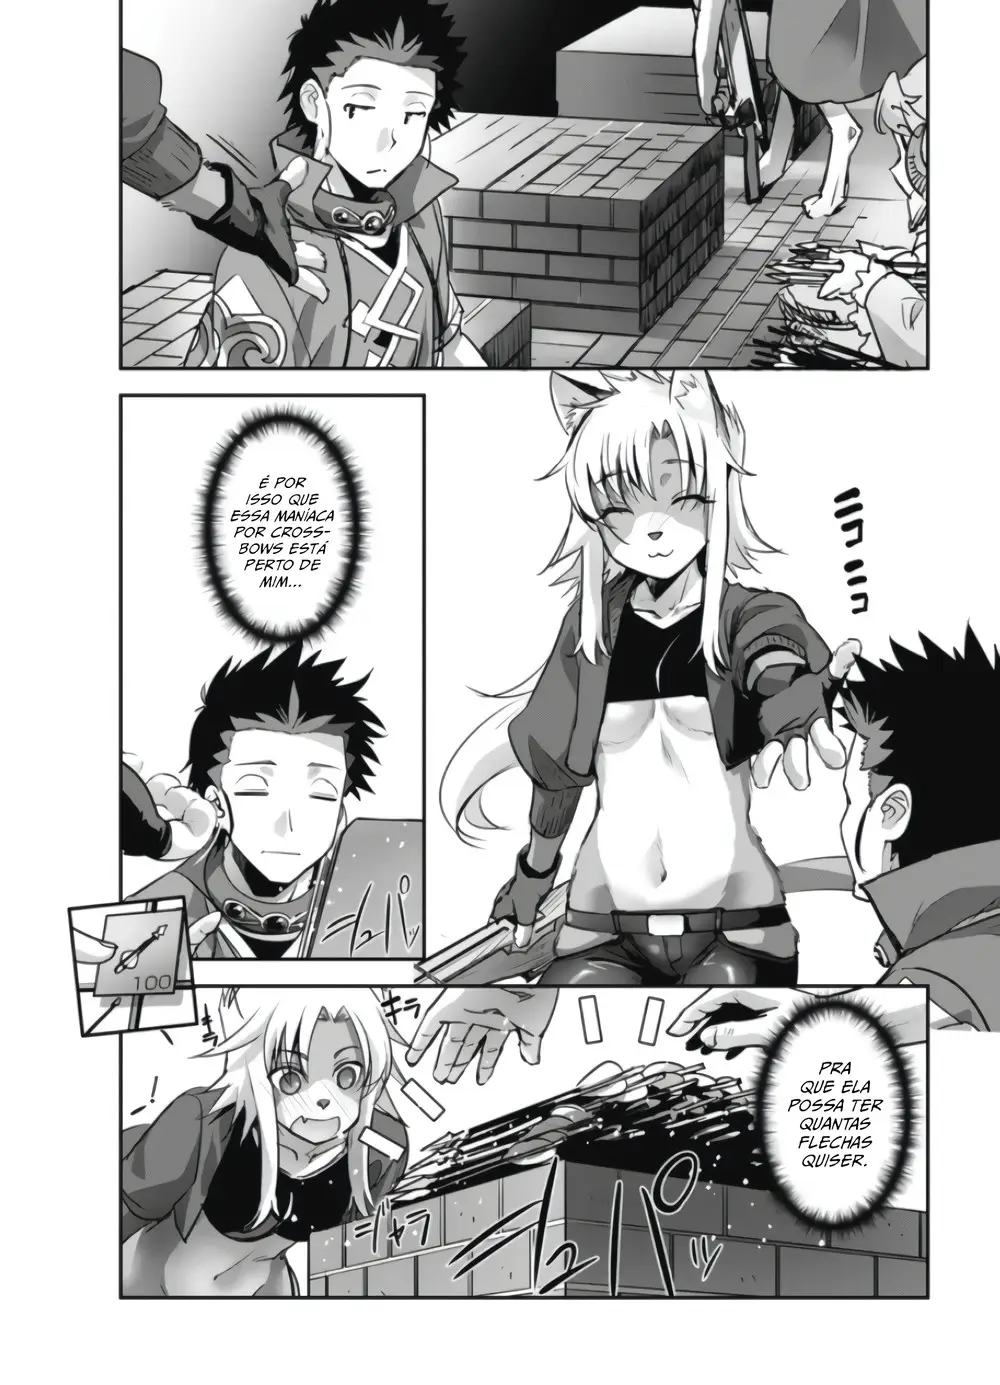 ニコ
ニコ
É POR
ISSO QUE
ESSA MANÍACA
POR CROSS-
BOWS ESTÁ
PERTO DE
MIM...
シュパッ
100
キラ
キラ
!
PRA
QUE ELA
POSSA TER
QUANTAS
FLECHAS
QUISER.
ジャラ
シュパッ